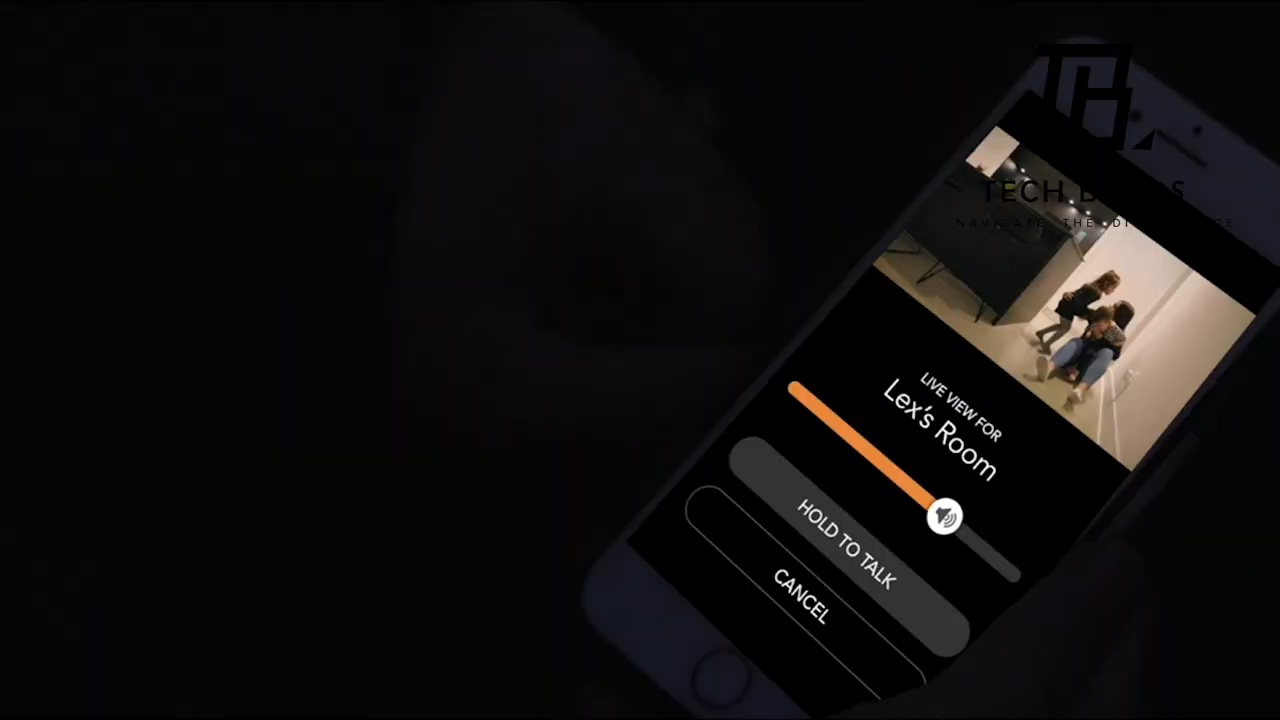 TECH
LIVE VIEW FOR
Lex's Room
HOLD TO TALK
CANCEL